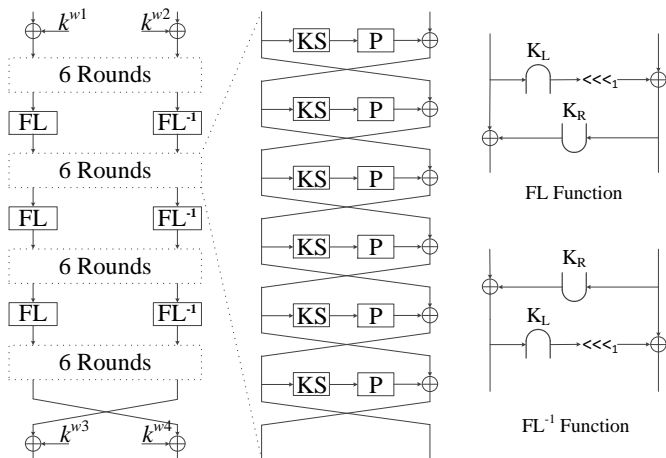 k^w1 k^w2
6 Rounds
FL FL^-1
6 Rounds
FL FL^-1
6 Rounds
FL FL^-1
6 Rounds
k^w3 k^w4
KS P
KS P
KS P
KS P
KS P
KS P
K_L
<<<_1
K_R
FL Function
K_R
K_L
<<<_1
FL^-1 Function